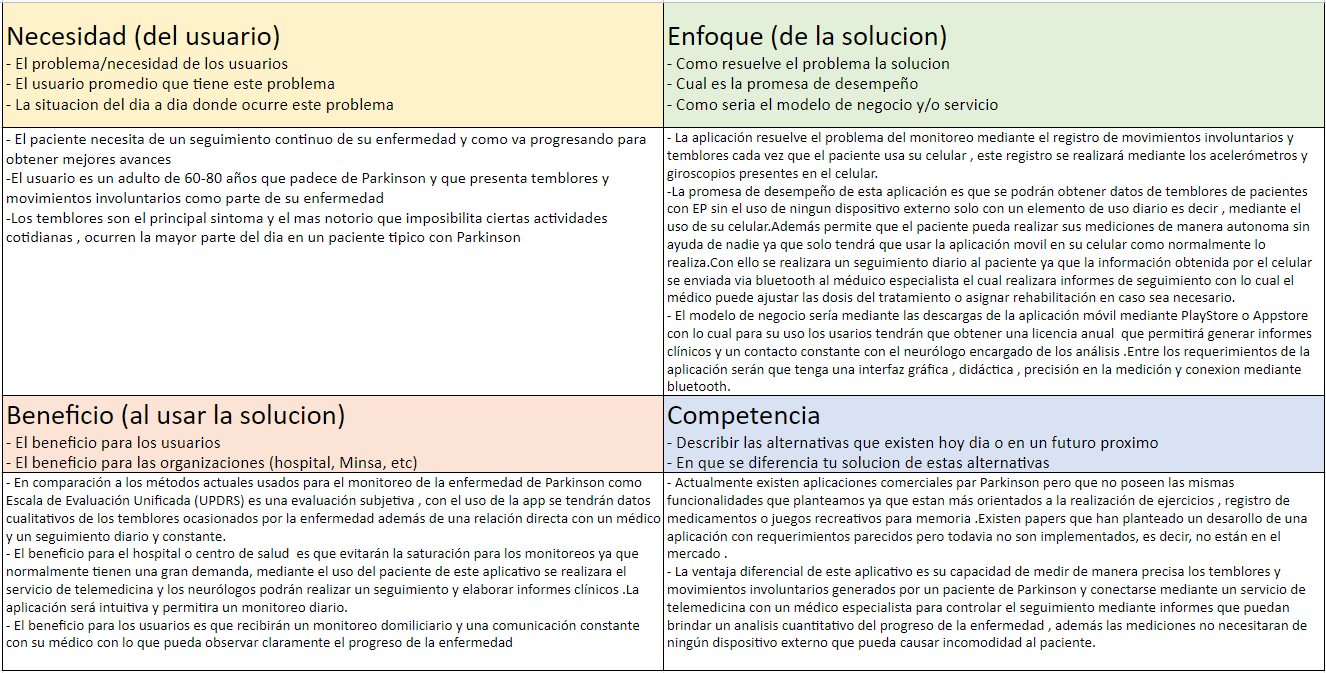 Necesidad (del usuario)
- El problema/necesidad de los usuarios
- El usuario promedio que tiene este problema
- La situacion del dia a dia donde ocurre este problema
- El paciente necesita de un seguimiento continuo de su enfermedad y como va progresando para
obtener mejores avances
-El usuario es un adulto de 60-80 años que padece de Parkinson y que presenta temblores y
movimientos involuntarios como parte de su enfermedad
-Los temblores son el principal sintoma y el mas notorio que imposibilita ciertas actividades
cotidianas , ocurren la mayor parte del dia en un paciente tipico con Parkinson
Enfoque (de la solucion)
- Como resuelve el problema la solucion
- Cual es la promesa de desempeño
- Como seria el modelo de negocio y/o servicio
- La aplicación resuelve el problema del monitoreo mediante el registro de movimientos involuntarios y
temblores cada vez que el paciente usa su celular , este registro se realizará mediante los acelerómetros y
giroscopios presentes en el celular.
-La promesa de desempeño de esta aplicación es que se podrán obtener datos de temblores de pacientes
con EP sin el uso de ningun dispositivo externo solo con un elemento de uso diario es decir , mediante el
uso de su celular.Además permite que el paciente pueda realizar sus mediciones de manera autonoma sin
ayuda de nadie ya que solo tendrá que usar la aplicación movil en su celular como normalmente lo
realiza.Con ello se realizara un seguimiento diario al paciente ya que la información obtenida por el celular
se enviada via bluetooth al méduico especialista el cual realizara informes de seguimiento con lo cual el
médico puede ajustar las dosis del tratamiento o asignar rehabilitación en caso sea necesario.
- El modelo de negocio sería mediante las descargas de la aplicación móvil mediante PlayStore o Appstore
con lo cual para su uso los usarios tendrán que obtener una licencia anual  que permitirá generar informes
clínicos y un contacto constante con el neurólogo encargado de los análisis .Entre los requerimientos de la
aplicación serán que tenga una interfaz gráfica , didáctica , precisión en la medición y conexion mediante
bluetooth.
Beneficio (al usar la solucion)
- El beneficio para los usuarios
- El beneficio para las organizaciones (hospital, Minsa, etc)
- En comparación a los métodos actuales usados para el monitoreo de la enfermedad de Parkinson como
Escala de Evaluación Unificada (UPDRS) es una evaluación subjetiva , con el uso de la app se tendrán datos
cualitativos de los temblores ocasionados por la enfermedad además de una relación directa con un médico
y un seguimiento diario y constante.
- El beneficio para el hospital o centro de salud  es que evitarán la saturación para los monitoreos ya que
normalmente tienen una gran demanda, mediante el uso del paciente de este aplicativo se realizara el
servicio de telemedicina y los neurólogos podrán realizar un seguimiento y elaborar informes clínicos .La
aplicación será intuitiva y permitira un monitoreo diario.
- El beneficio para los usuarios es que recibirán un monitoreo domiliciario y una comunicación constante
con su médico con lo que pueda observar claramente el progreso de la enfermedad
Competencia
- Describir las alternativas que existen hoy dia o en un futuro proximo
- En que se diferencia tu solucion de estas alternativas
- Actualmente existen aplicaciones comerciales par Parkinson pero que no poseen las mismas
funcionalidades que planteamos ya que estan más orientados a la realización de ejercicios , registro de
medicamentos o juegos recreativos para memoria .Existen papers que han planteado un desarollo de una
aplicación con requerimientos parecidos pero todavia no son implementados, es decir, no están en el
mercado .
- La ventaja diferencial de este aplicativo es su capacidad de medir de manera precisa los temblores y
movimientos involuntarios generados por un paciente de Parkinson y conectarse mediante un servicio de
telemedicina con un médico especialista para controlar el seguimiento mediante informes que puedan
brindar un analisis cuantitativo del progreso de la enfermedad , además las mediciones no necesitaran de
ningún dispositivo externo que pueda causar incomodidad al paciente.